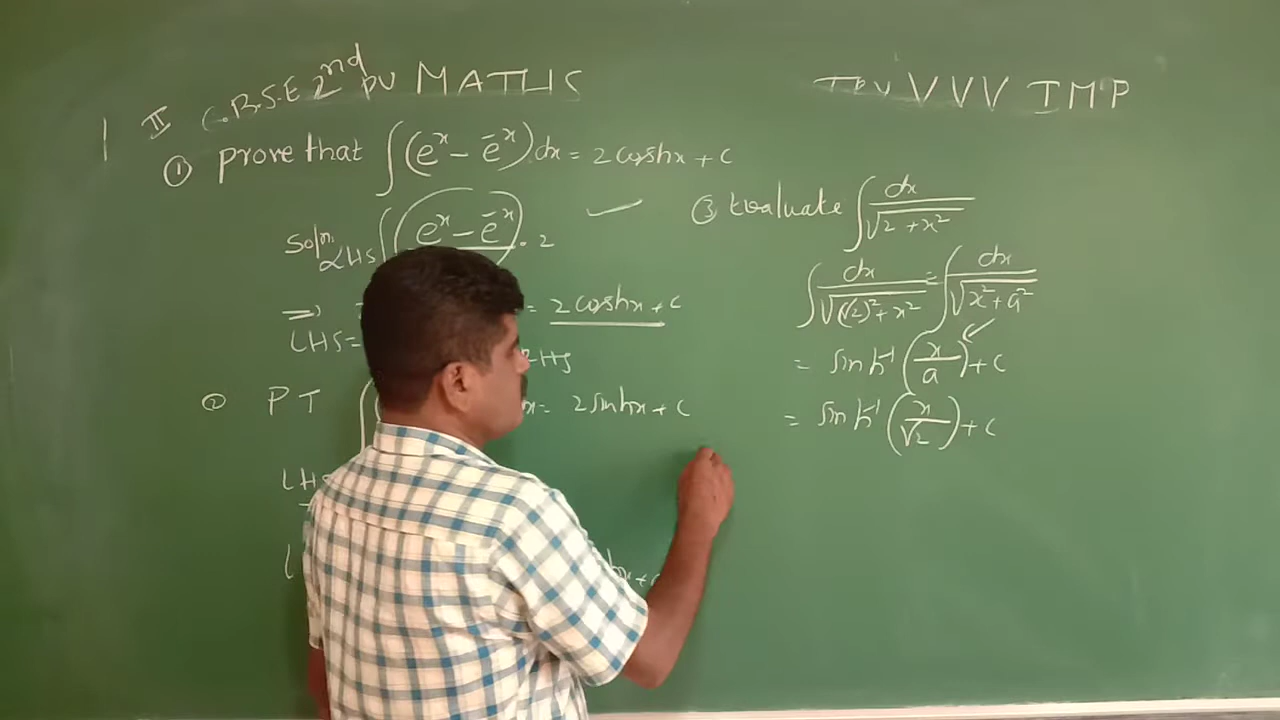 II C.B.S.E 2nd PU MATHS
VVV IMP
① prove that ∫(eˣ − e⁻ˣ)dx = 2 coshx + c
Soln LHS ∫(eˣ − e⁻ˣ) . 2
⇒ = 2 coshx + c
LHS = RHS
② PT ∫ = 2 sinhx + c
LHS
③ Evaluate ∫ dx / √(2 + x²)
∫ dx / √((√2)² + x²) = ∫ dx / √(x² + a²)
= sinh⁻¹ (x/a) + c
= sinh⁻¹ (x/√2) + c